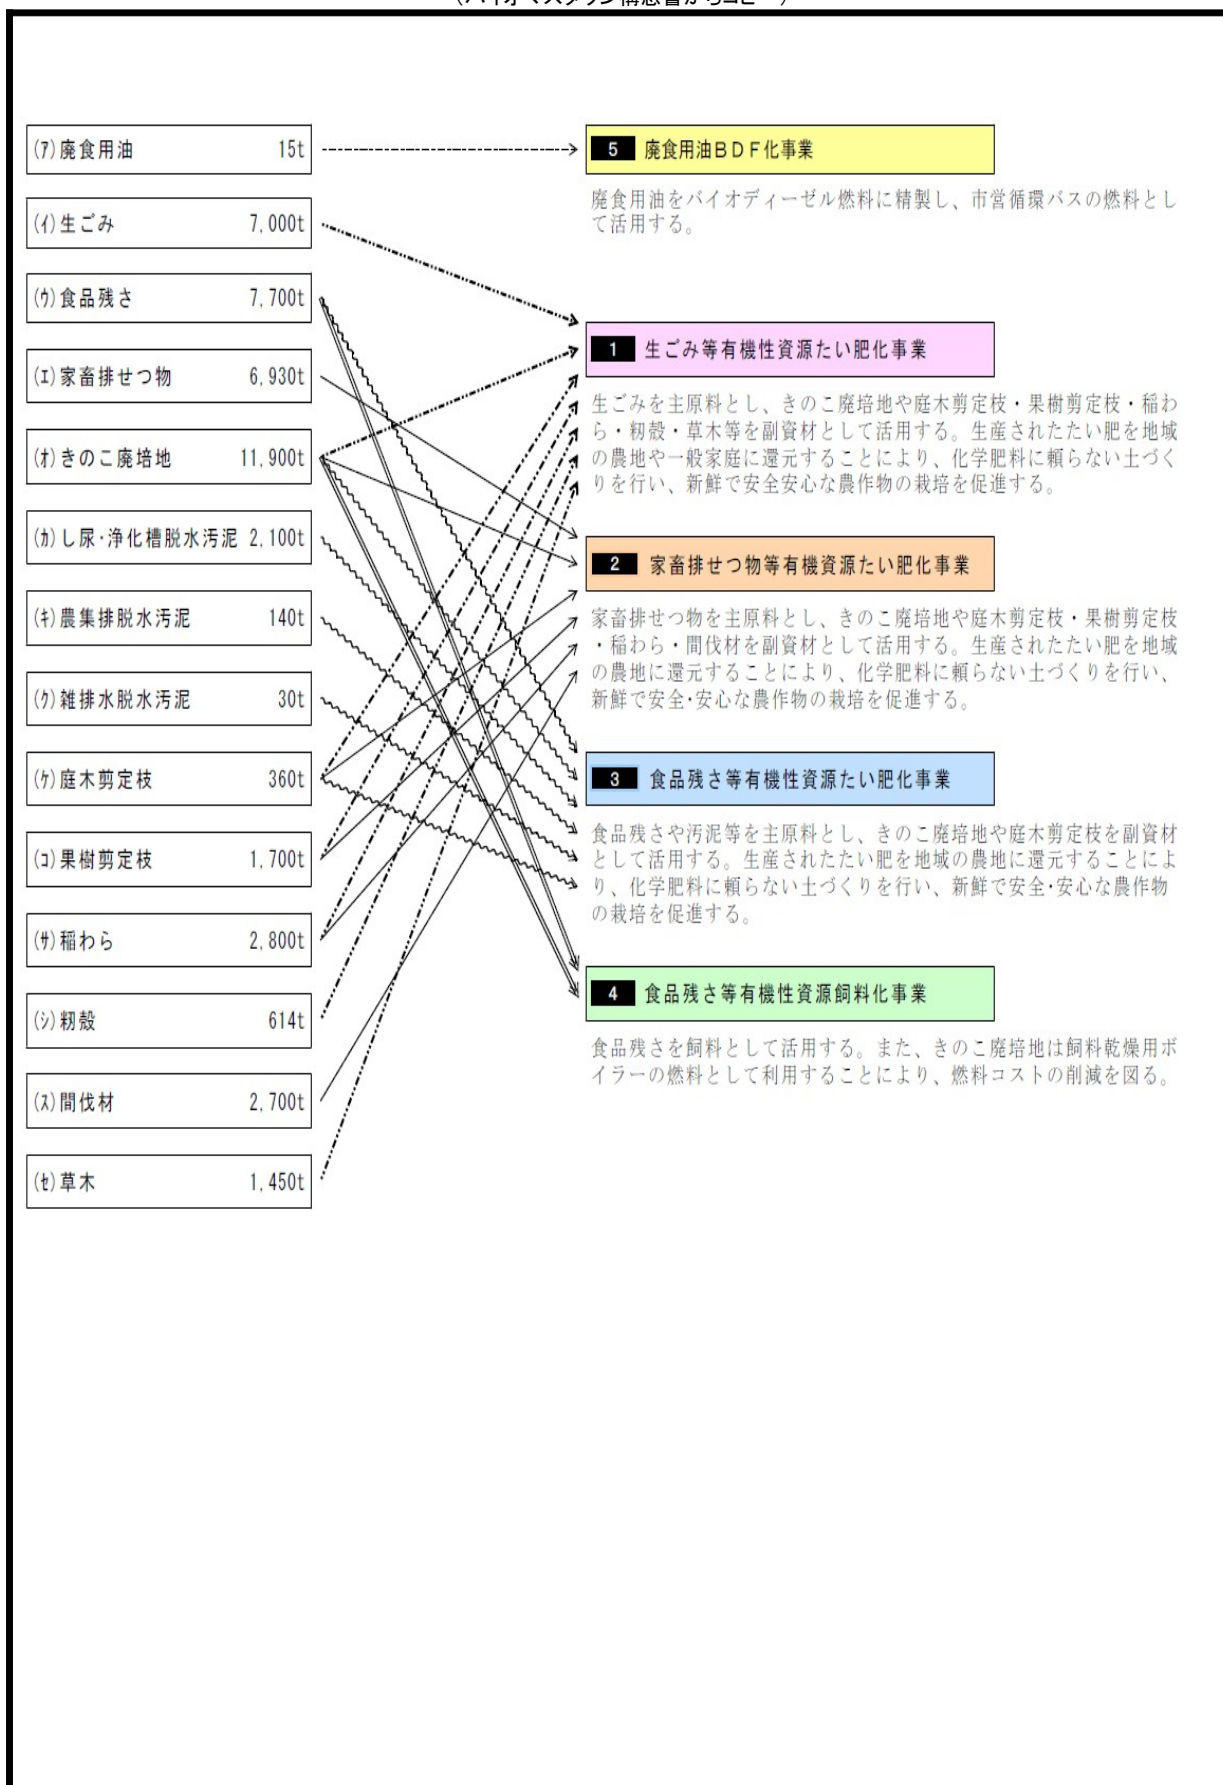 (バイオマスタウン構想書からコピー)
(ｱ)廃食用油 15t
(ｲ)生ごみ 7,000t
(ｳ)食品残さ 7,700t
(ｴ)家畜排せつ物 6,930t
(ｵ)きのこ廃培地 11,900t
(ｶ)し尿・浄化槽脱水汚泥 2,100t
(ｷ)農集排脱水汚泥 140t
(ｸ)雑排水脱水汚泥 30t
(ｹ)庭木剪定枝 360t
(ｺ)果樹剪定枝 1,700t
(ｻ)稲わら 2,800t
(ｼ)籾殻 614t
(ｽ)間伐材 2,700t
(ｾ)草木 1,450t
5 廃食用油ＢＤＦ化事業
廃食用油をバイオディーゼル燃料に精製し、市営循環バスの燃料とし
て活用する。
1 生ごみ等有機性資源たい肥化事業
生ごみを主原料とし、きのこ廃培地や庭木剪定枝・果樹剪定枝・稲わ
ら・籾殻・草木等を副資材として活用する。生産されたたい肥を地域
の農地や一般家庭に還元することにより、化学肥料に頼らない土づく
りを行い、新鮮で安全安心な農作物の栽培を促進する。
2 家畜排せつ物等有機資源たい肥化事業
家畜排せつ物を主原料とし、きのこ廃培地や庭木剪定枝・果樹剪定枝
・稲わら・間伐材を副資材として活用する。生産されたたい肥を地域
の農地に還元することにより、化学肥料に頼らない土づくりを行い、
新鮮で安全・安心な農作物の栽培を促進する。
3 食品残さ等有機性資源たい肥化事業
食品残さや汚泥等を主原料とし、きのこ廃培地や庭木剪定枝を副資材
として活用する。生産されたたい肥を地域の農地に還元することによ
り、化学肥料に頼らない土づくりを行い、新鮮で安全・安心な農作物
の栽培を促進する。
4 食品残さ等有機性資源飼料化事業
食品残さを飼料として活用する。また、きのこ廃培地は飼料乾燥用ボ
イラーの燃料として利用することにより、燃料コストの削減を図る。